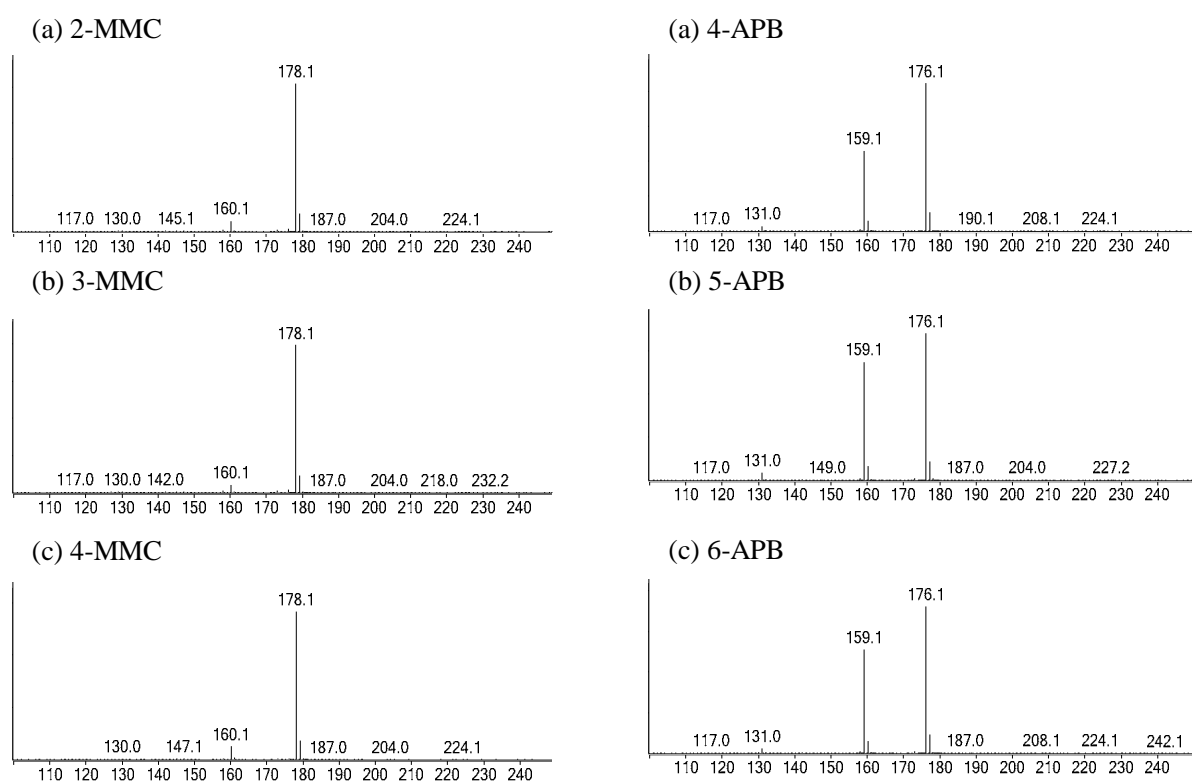 (a) 2-MMC
178.1
160.1
117.0 130.0 145.1 187.0 204.0 224.1
110 120 130 140 150 160 170 180 190 200 210 220 230 240
(b) 3-MMC
178.1
160.1
117.0 130.0 142.0 187.0 204.0 218.0 232.2
110 120 130 140 150 160 170 180 190 200 210 220 230 240
(c) 4-MMC
178.1
160.1
130.0 147.1 187.0 204.0 224.1
110 120 130 140 150 160 170 180 190 200 210 220 230 240
(a) 4-APB
176.1
159.1
117.0 131.0 190.1 208.1 224.1
110 120 130 140 150 160 170 180 190 200 210 220 230 240
(b) 5-APB
176.1
159.1
117.0 131.0 149.0 187.0 204.0 227.2
110 120 130 140 150 160 170 180 190 200 210 220 230 240
(c) 6-APB
176.1
159.1
117.0 131.0 187.0 208.1 224.1 242.1
110 120 130 140 150 160 170 180 190 200 210 220 230 240